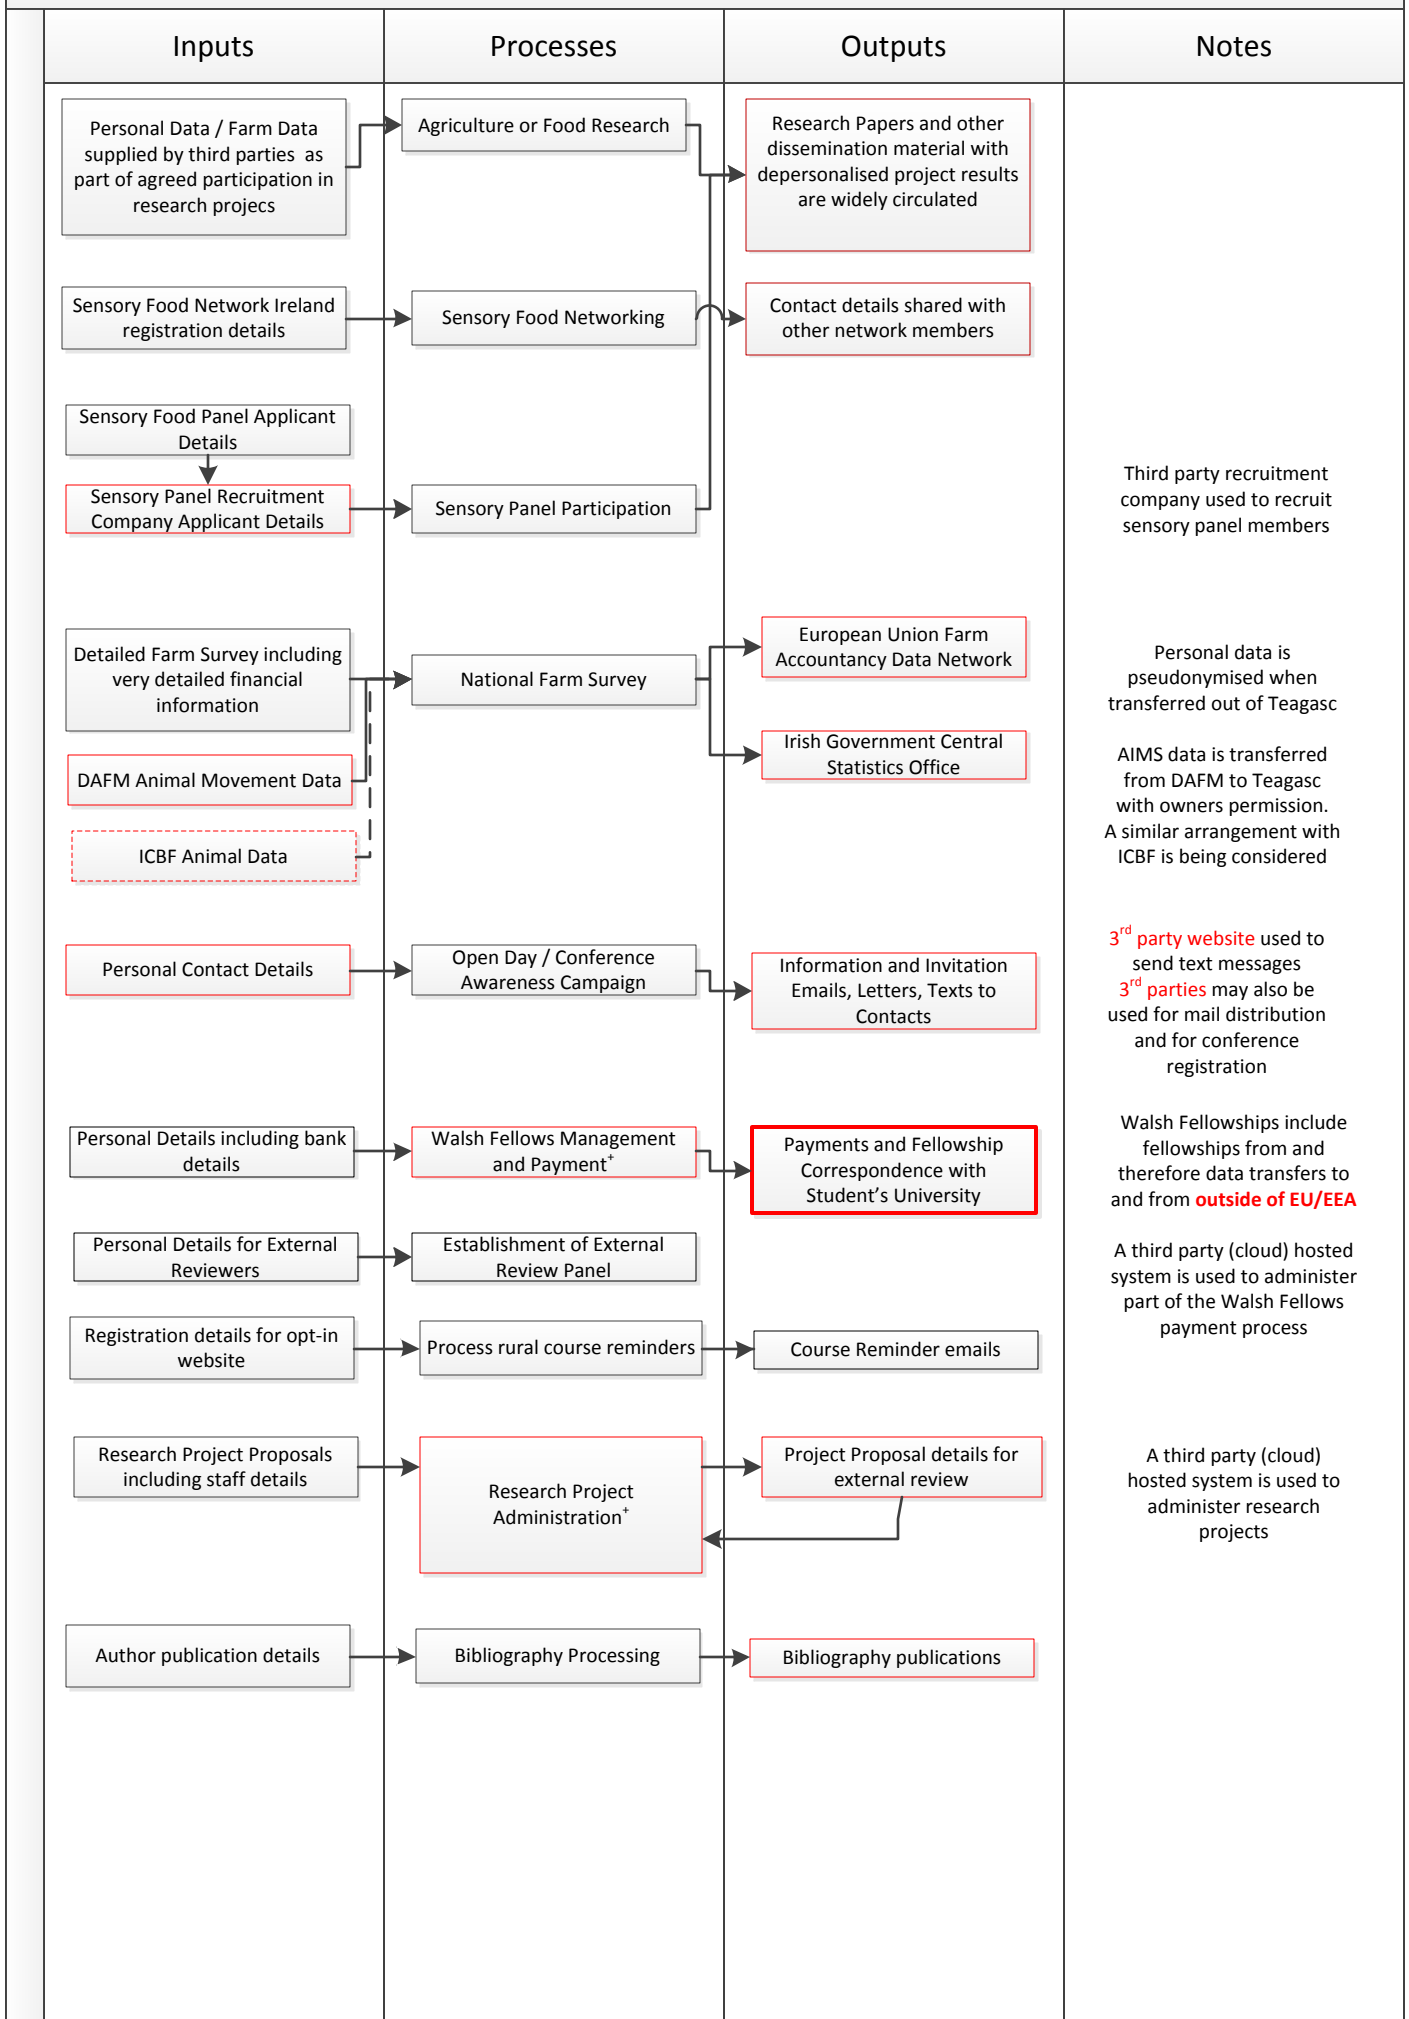 Inputs
Processes
Outputs
Notes
Personal Data / Farm Data
supplied by third parties as
part of agreed participation in
research projecs
Agriculture or Food Research
Research Papers and other
dissemination material with
depersonalised project results
are widely circulated
Sensory Food Network Ireland
registration details
Sensory Food Networking
Contact details shared with
other network members
Sensory Food Panel Applicant
Details
Sensory Panel Recruitment
Company Applicant Details
Sensory Panel Participation
Third party recruitment
company used to recruit
sensory panel members
Detailed Farm Survey including
very detailed financial
information
DAFM Animal Movement Data
ICBF Animal Data
National Farm Survey
European Union Farm
Accountancy Data Network
Irish Government Central
Statistics Office
Personal data is
pseudonymised when
transferred out of Teagasc
AIMS data is transferred
from DAFM to Teagasc
with owners permission.
A similar arrangement with
ICBF is being considered
Personal Contact Details
Open Day / Conference
Awareness Campaign
Information and Invitation
Emails, Letters, Texts to
Contacts
3rd party website used to
send text messages
3rd parties may also be
used for mail distribution
and for conference
registration
Personal Details including bank
details
Walsh Fellows Management
and Payment+
Payments and Fellowship
Correspondence with
Student’s University
Walsh Fellowships include
fellowships from and
therefore data transfers to
and from outside of EU/EEA
Personal Details for External
Reviewers
Establishment of External
Review Panel
A third party (cloud) hosted
system is used to administer
part of the Walsh Fellows
payment process
Registration details for opt-in
website
Process rural course reminders
Course Reminder emails
Research Project Proposals
including staff details
Research Project
Administration+
Project Proposal details for
external review
A third party (cloud)
hosted system is used to
administer research
projects
Author publication details
Bibliography Processing
Bibliography publications